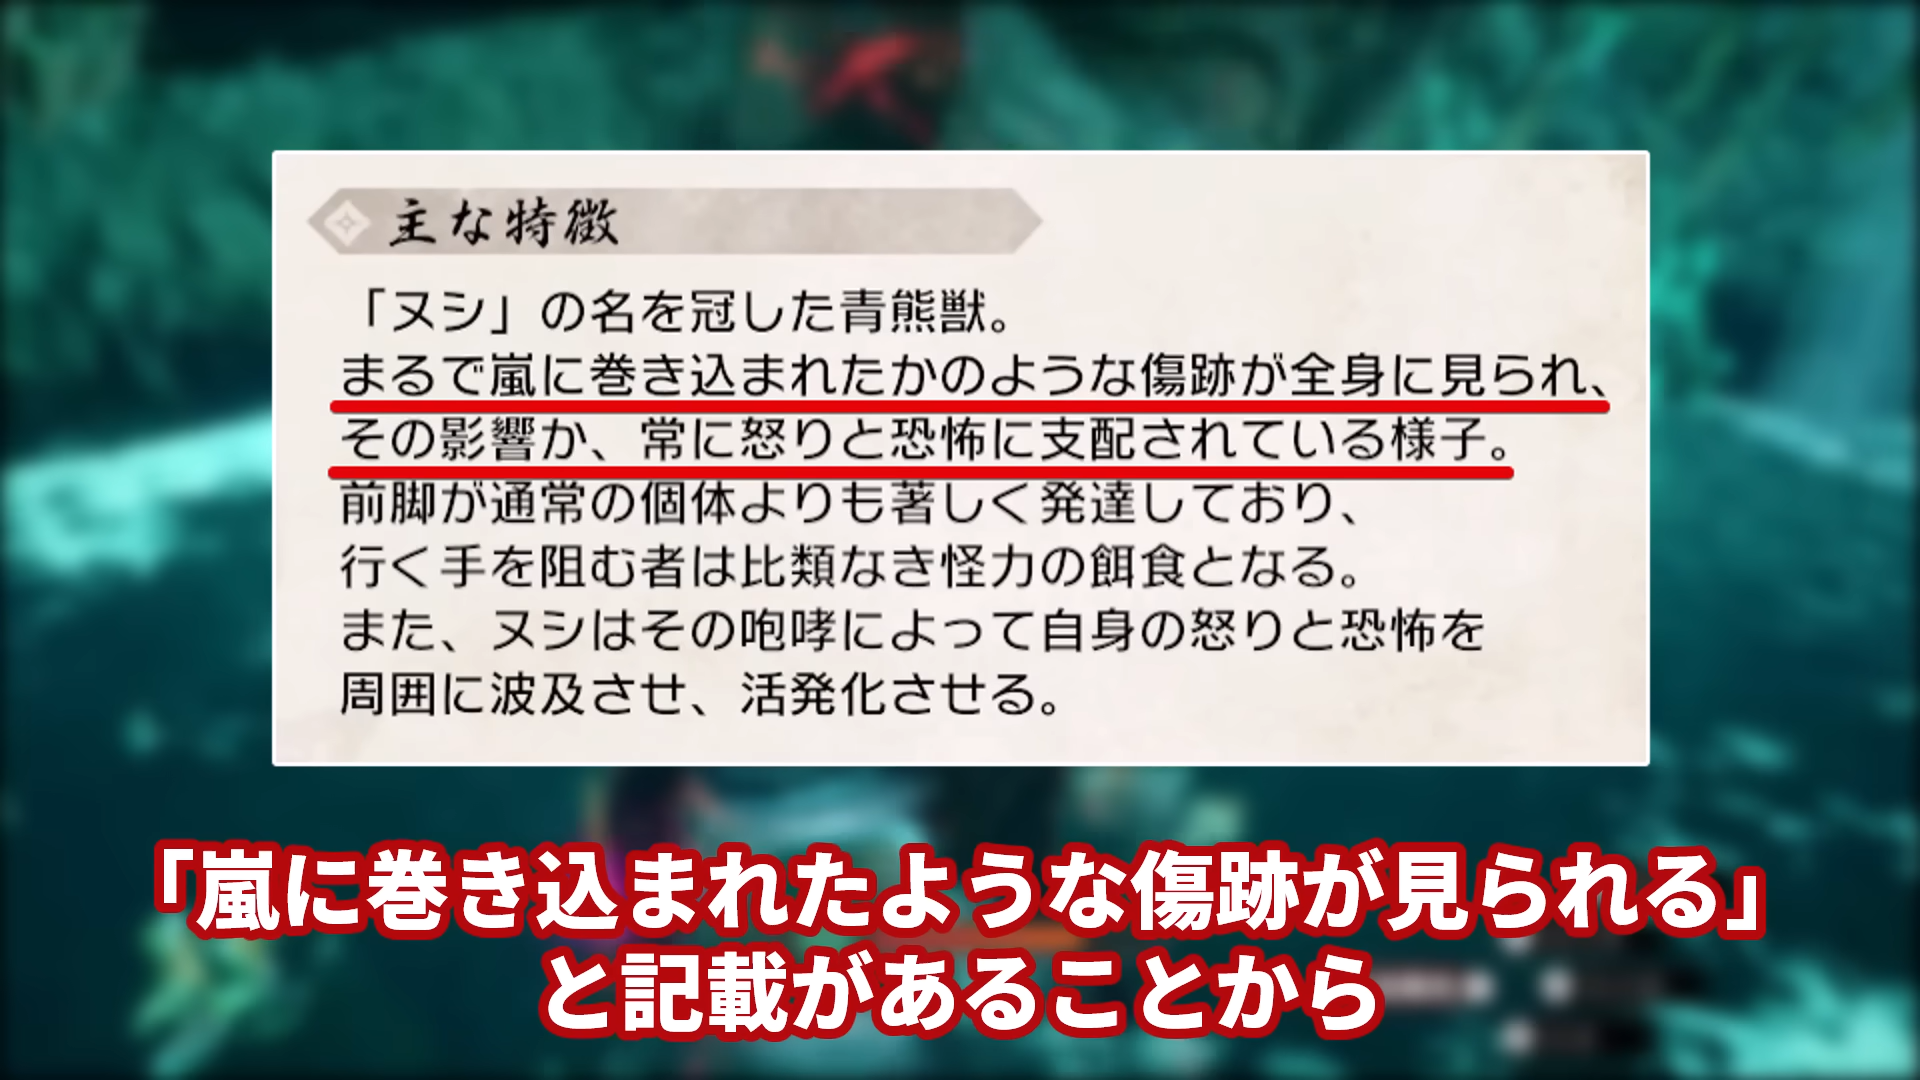 主な特徴
「ヌシ」の名を冠した青熊獣。
まるで嵐に巻き込まれたかのような傷跡が全身に見られ、
その影響か、常に怒りと恐怖に支配されている様子。
前脚が通常の個体よりも著しく発達しており、
行く手を阻む者は比類なき怪力の餌食となる。
また、ヌシはその咆哮によって自身の怒りと恐怖を
周囲に波及させ、活発化させる。
「嵐に巻き込まれたような傷跡が見られる」
と記載があることから